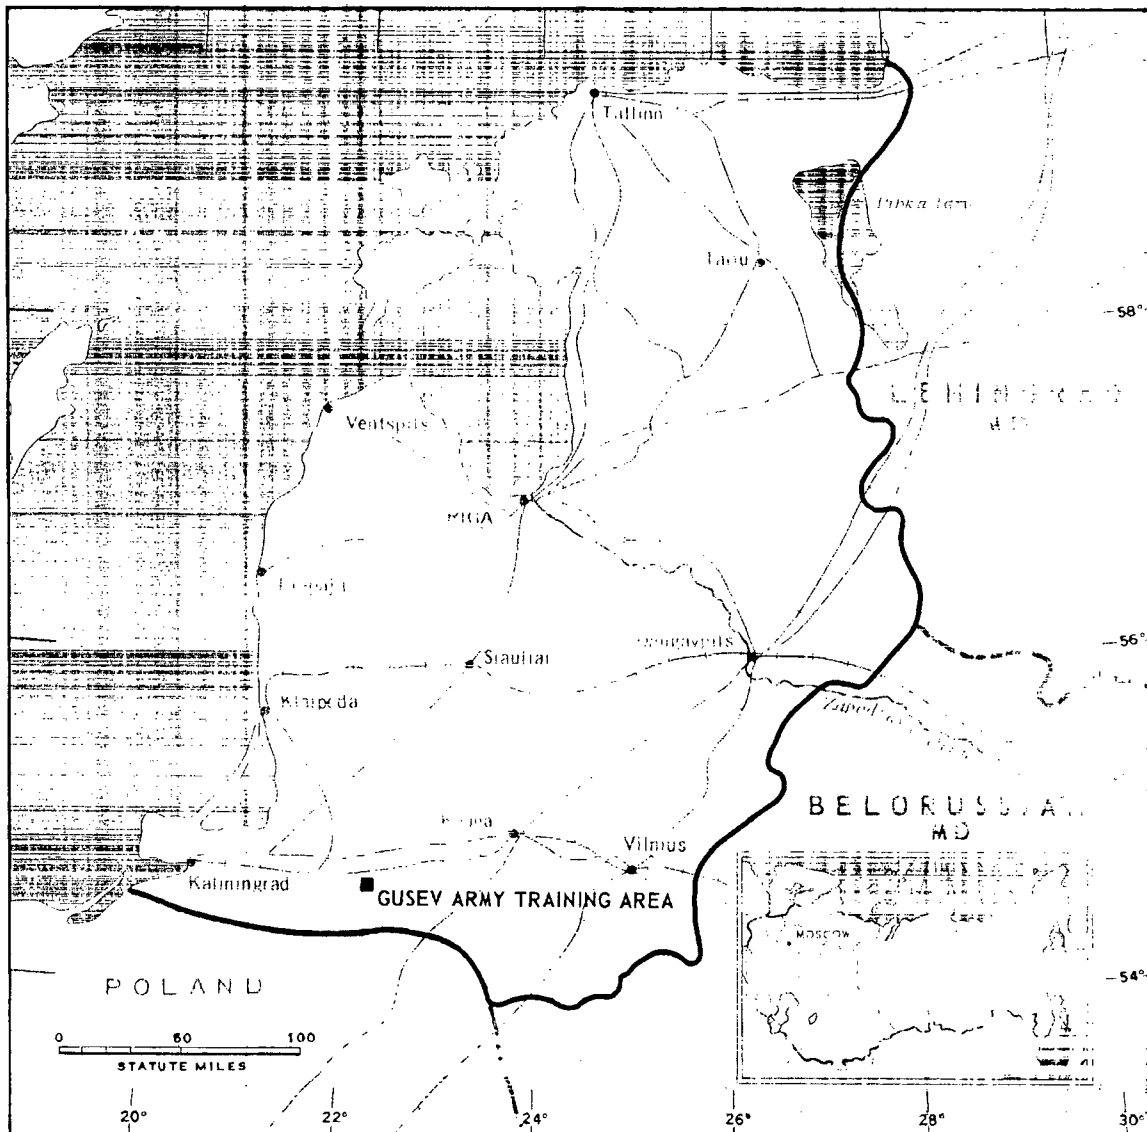 Tallinn
58°
Ventspils
RIGA
56°
Siauliai
Klaipeda
BELORUSSIAN
MD
Vilnius
Kaliningrad
GUSEV ARMY TRAINING AREA
MOSCOW
POLAND
54°
0 50 100
STATUTE MILES
20° 22° 24° 26° 28° 30°